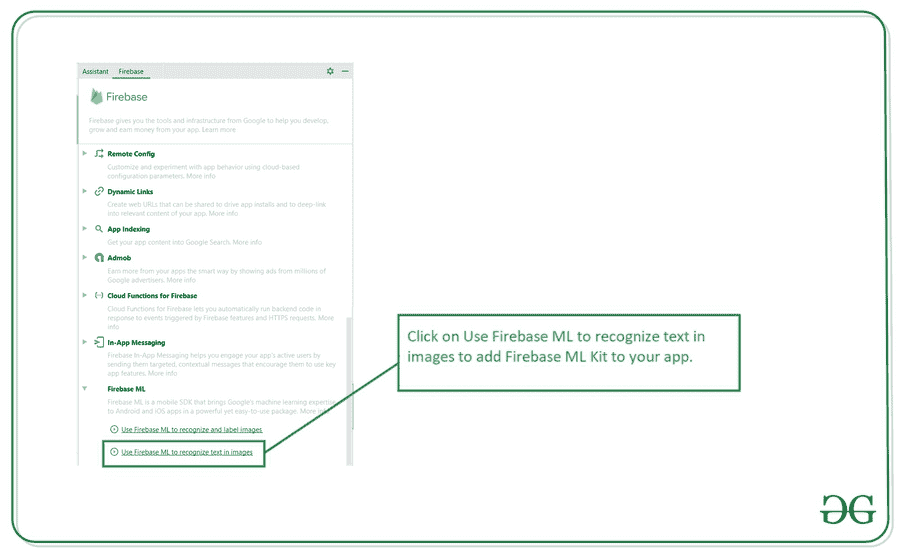 Assistant Firebase
Firebase
Firebase gives you the tools and infrastructure from Google to help you develop,
grow and earn money from your app. Learn more
Remote Config
Customize and experiment with app behavior using cloud-based
configuration parameters. More info
Dynamic Links
Create web URLs that can be shared to drive app installs and to deep-link
into relevant content of your app. More info
App Indexing
Get your app content into Google Search. More info
Admob
Earn more from your apps the smart way by showing ads from millions of
Google advertisers. More info
Cloud Functions for Firebase
Cloud Functions for Firebase lets you automatically run backend code in
response to events triggered by Firebase features and HTTPS requests. More
info
In-App Messaging
Firebase In-App Messaging helps you engage your app's active users by
sending them targeted, contextual messages that encourage them to use key
app features. More info
Firebase ML
Firebase ML is a mobile SDK that brings Google's machine learning expertise
to Android and iOS apps in a powerful yet easy-to-use package. More info
Use Firebase ML to recognize and label images
Use Firebase ML to recognize text in images
Click on Use Firebase ML to recognize text in
images to add Firebase ML Kit to your app.